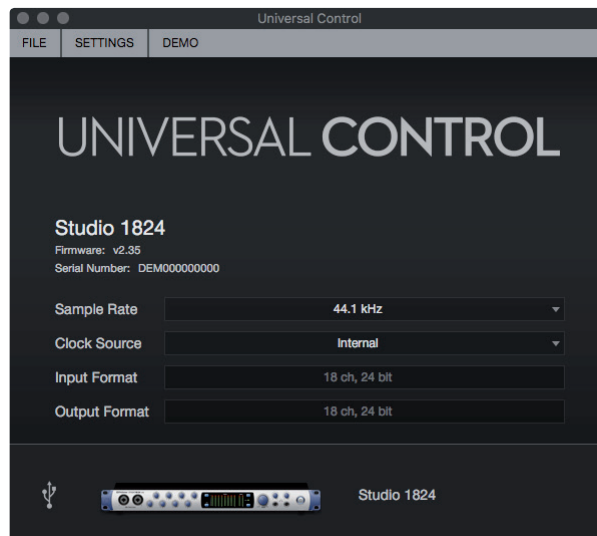 Universal Control
FILE SETTINGS DEMO
UNIVERSAL CONTROL
Studio 1824
Firmware: v2.35
Serial Number: DEM000000000
Sample Rate 44.1 kHz
Clock Source Internal
Input Format 18 ch, 24 bit
Output Format 18 ch, 24 bit
Studio 1824